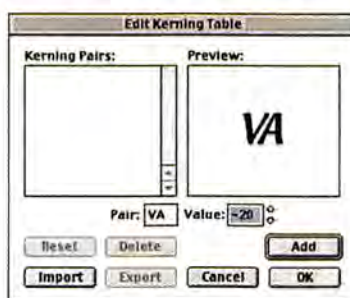 Edit Kerning Table
Kerning Pairs: Preview:
VA
Pair: VA Value: -20
Reset Delete Add
Import Export Cancel OK